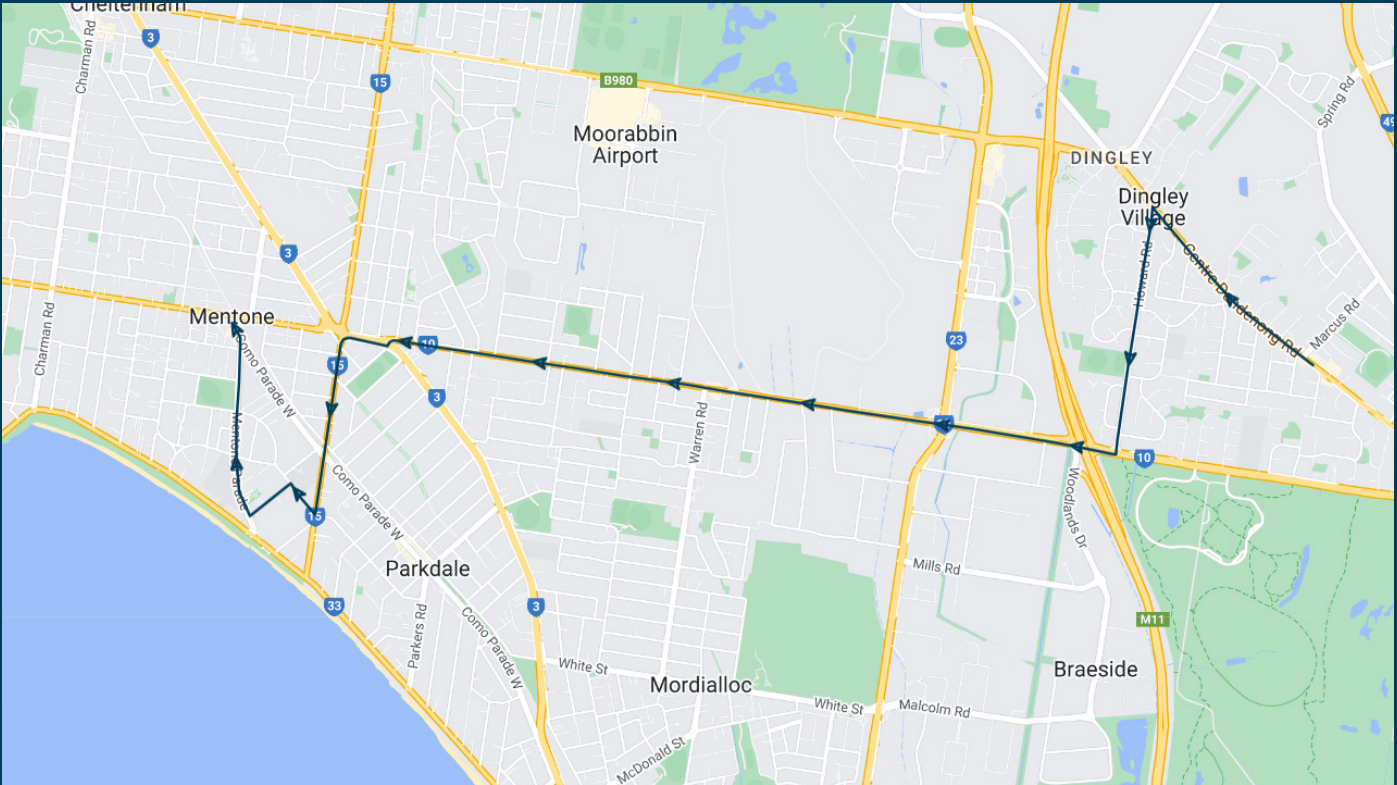 Cheltenham
Charman Rd
3
15
B980
Moorabbin
Airport
Spring Rd
49
DINGLEY
Dingley
Village
Howard Rd
Centre Dandenong Rd
Marcus Rd
3
Mentone
Charman Rd
Como Parade W
15
10
3
23
Warren Rd
Mentone Parade
10
Woodlands Dr
15
Como Parade W
Parkdale
Mills Rd
33
3
Parkers Rd
Como Parade W
M11
White St
Mordialloc
Braeside
White St
Malcolm Rd
McDonald St